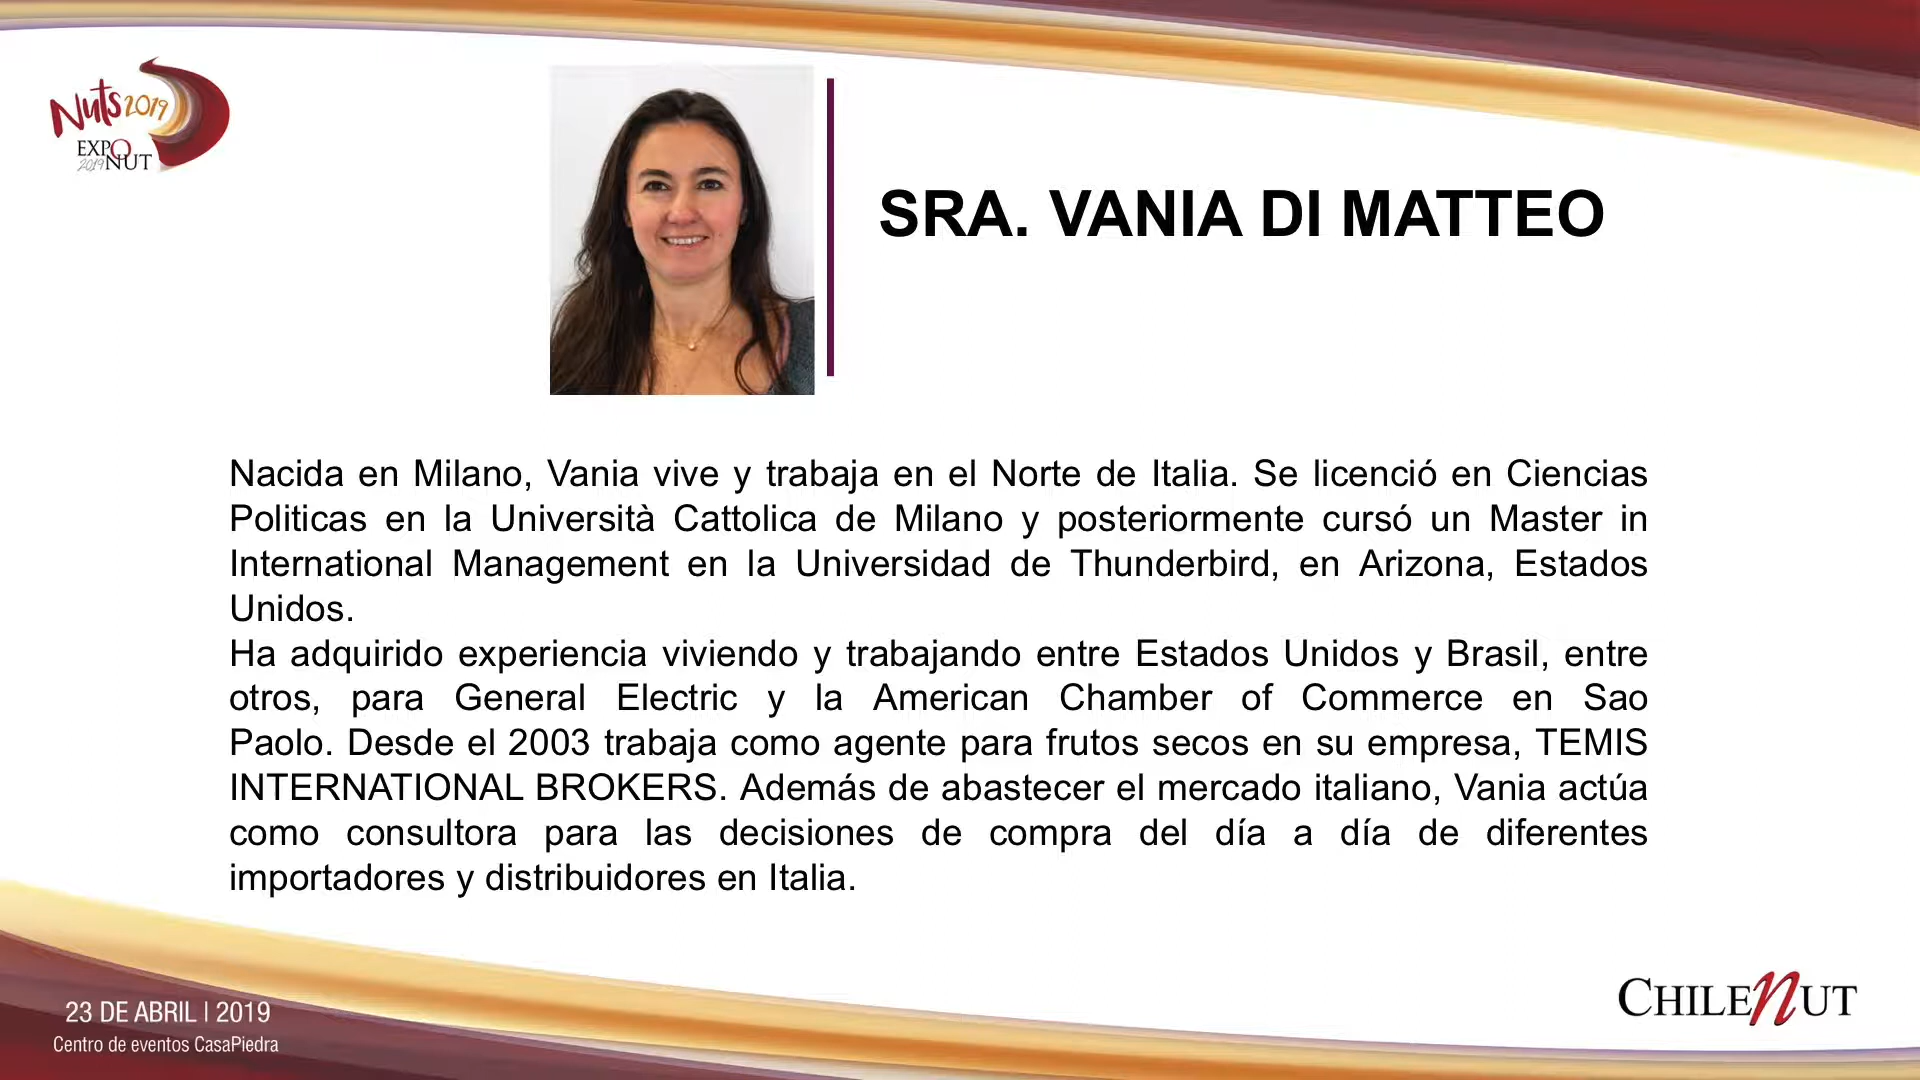 Nuts 2019
EXPONUT
2019
SRA. VANIA DI MATTEO
Nacida en Milano, Vania vive y trabaja en el Norte de Italia. Se licenció en Ciencias
Politicas en la Università Cattolica de Milano y posteriormente cursó un Master in
International Management en la Universidad de Thunderbird, en Arizona, Estados
Unidos.
Ha adquirido experiencia viviendo y trabajando entre Estados Unidos y Brasil, entre
otros, para General Electric y la American Chamber of Commerce en Sao
Paolo. Desde el 2003 trabaja como agente para frutos secos en su empresa, TEMIS
INTERNATIONAL BROKERS. Además de abastecer el mercado italiano, Vania actúa
como consultora para las decisiones de compra del día a día de diferentes
importadores y distribuidores en Italia.
23 DE ABRIL | 2019
Centro de eventos CasaPiedra
CHILENUT